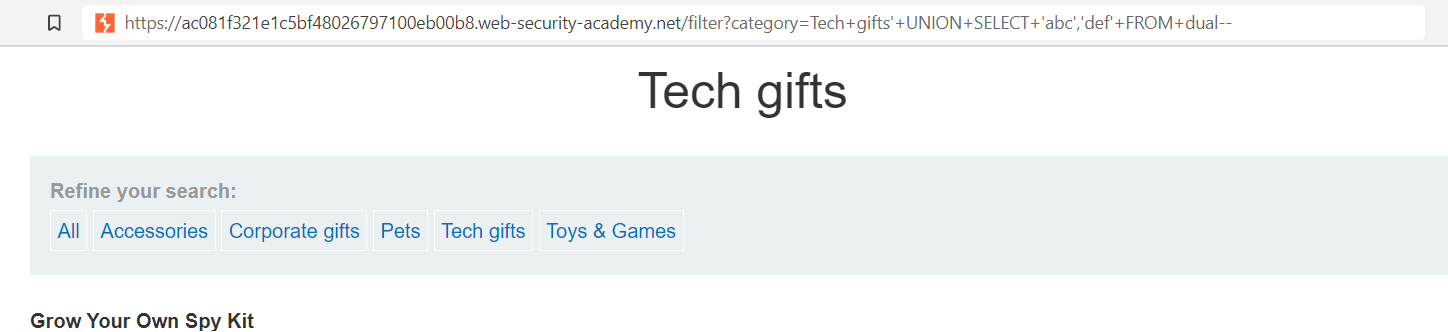 https://ac081f321e1c5bf48026797100eb00b8.web-security-academy.net/filter?category=Tech+gifts'+UNION+SELECT+'abc','def'+FROM+dual--
Tech gifts
Refine your search:
All Accessories Corporate gifts Pets Tech gifts Toys & Games
Grow Your Own Spy Kit